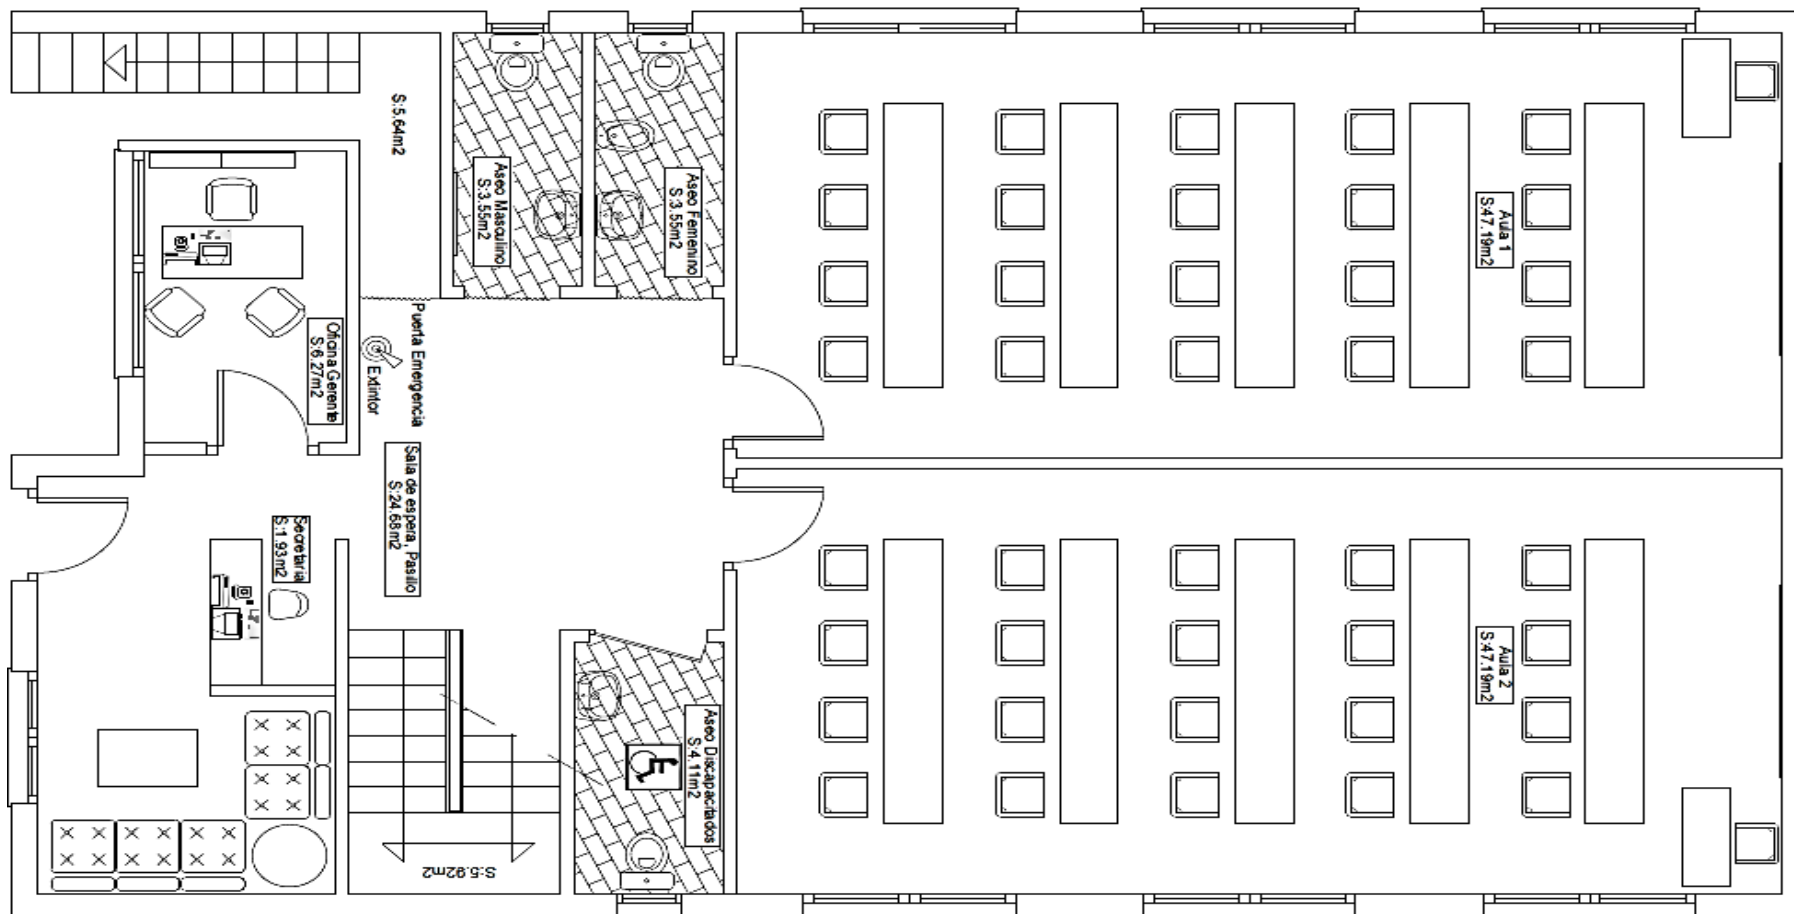 S:5.64m2
Aseo Masculino
S:3.55m2
Aseo Femenino
S:3.55m2
Aula 1
S:47.19m2
Oficina Gerente
S:6.27m2
Extintor
Puerta Emergencia
Sala de espera, Pasillo
S:24.68m2
Secretaria
S:1.93m2
Aula 2
S:47.19m2
Aseo Discapacitados
S:4.11m2
S:5.92m2